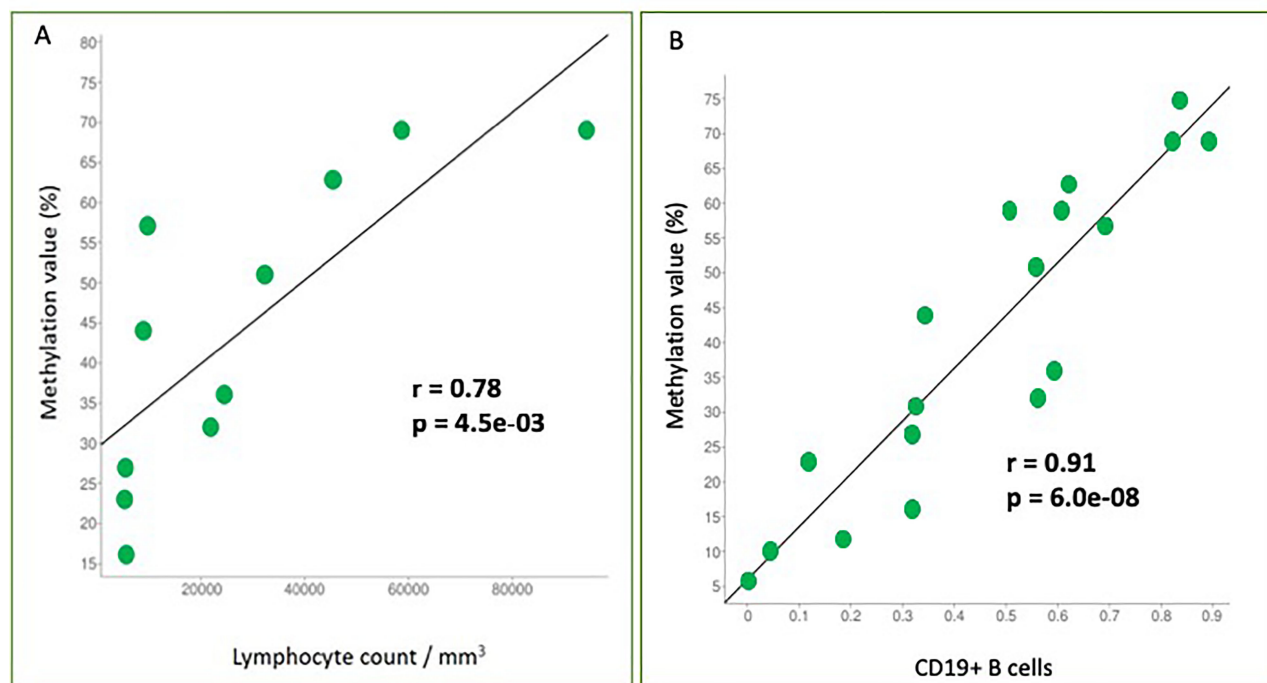 A
80
75
70
65
60
55
50
45
40
35
30
25
20
15
Methylation value (%)
r = 0.78
p = 4.5e-03
20000 40000 60000 80000
Lymphocyte count / mm³
B
75
70
65
60
55
50
45
40
35
30
25
20
15
10
5
Methylation value (%)
r = 0.91
p = 6.0e-08
0 0.1 0.2 0.3 0.4 0.5 0.6 0.7 0.8 0.9
CD19+ B cells